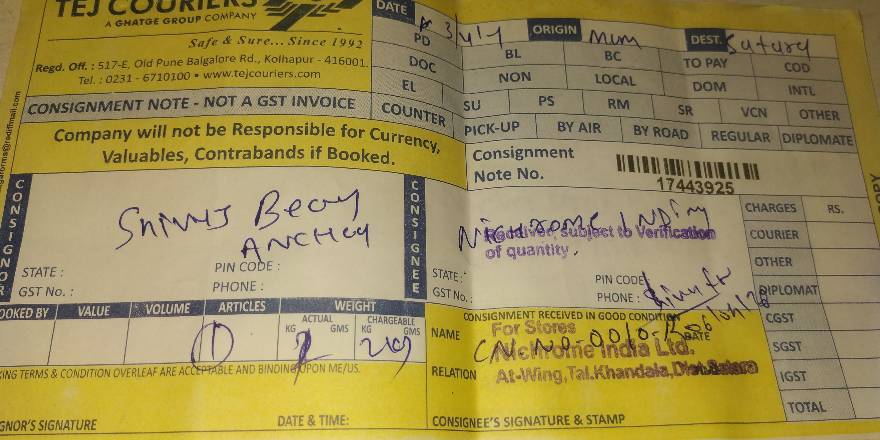 TEJ COURIERS
A GHATGE GROUP COMPANY
Safe & Sure... Since 1992
Regd. Off. : 517-E, Old Pune Balgalore Rd., Kolhapur - 416001.
Tel. : 0231 - 6710100 • www.tejcouriers.com
CONSIGNMENT NOTE - NOT A GST INVOICE
Company will not be Responsible for Currency,
Valuables, Contrabands if Booked.
DATE
ORIGIN Mum DEST.
PD BL BC TO PAY COD
DOC NON LOCAL DOM INTL
EL
COUNTER SU PS RM SR VCN OTHER
PICK-UP BY AIR BY ROAD REGULAR DIPLOMATE
Consignment
Note No.
17443925
CONSIGNOR
ANCHOY
STATE : PIN CODE :
GST No. : PHONE :
CONSIGNEE
Received, subject to Verification
of quantity.
STATE : PIN CODE
GST No. : PHONE :
CHARGES RS.
COURIER
OTHER
DIPLOMAT
CGST
SGST
IGST
TOTAL
BOOKED BY VALUE VOLUME ARTICLES WEIGHT
ACTUAL CHARGEABLE
KG GMS KG GMS
1
CONSIGNMENT RECEIVED IN GOOD CONDITION
NAME DATE
For Stores
Nichrome India Ltd.
RELATION At-Wing, Tal.Khandala, Dist.Satara
KING TERMS & CONDITION OVERLEAF ARE ACCEPTABLE AND BINDING UPON ME/US.
GNOR'S SIGNATURE DATE & TIME: CONSIGNEE'S SIGNATURE & STAMP